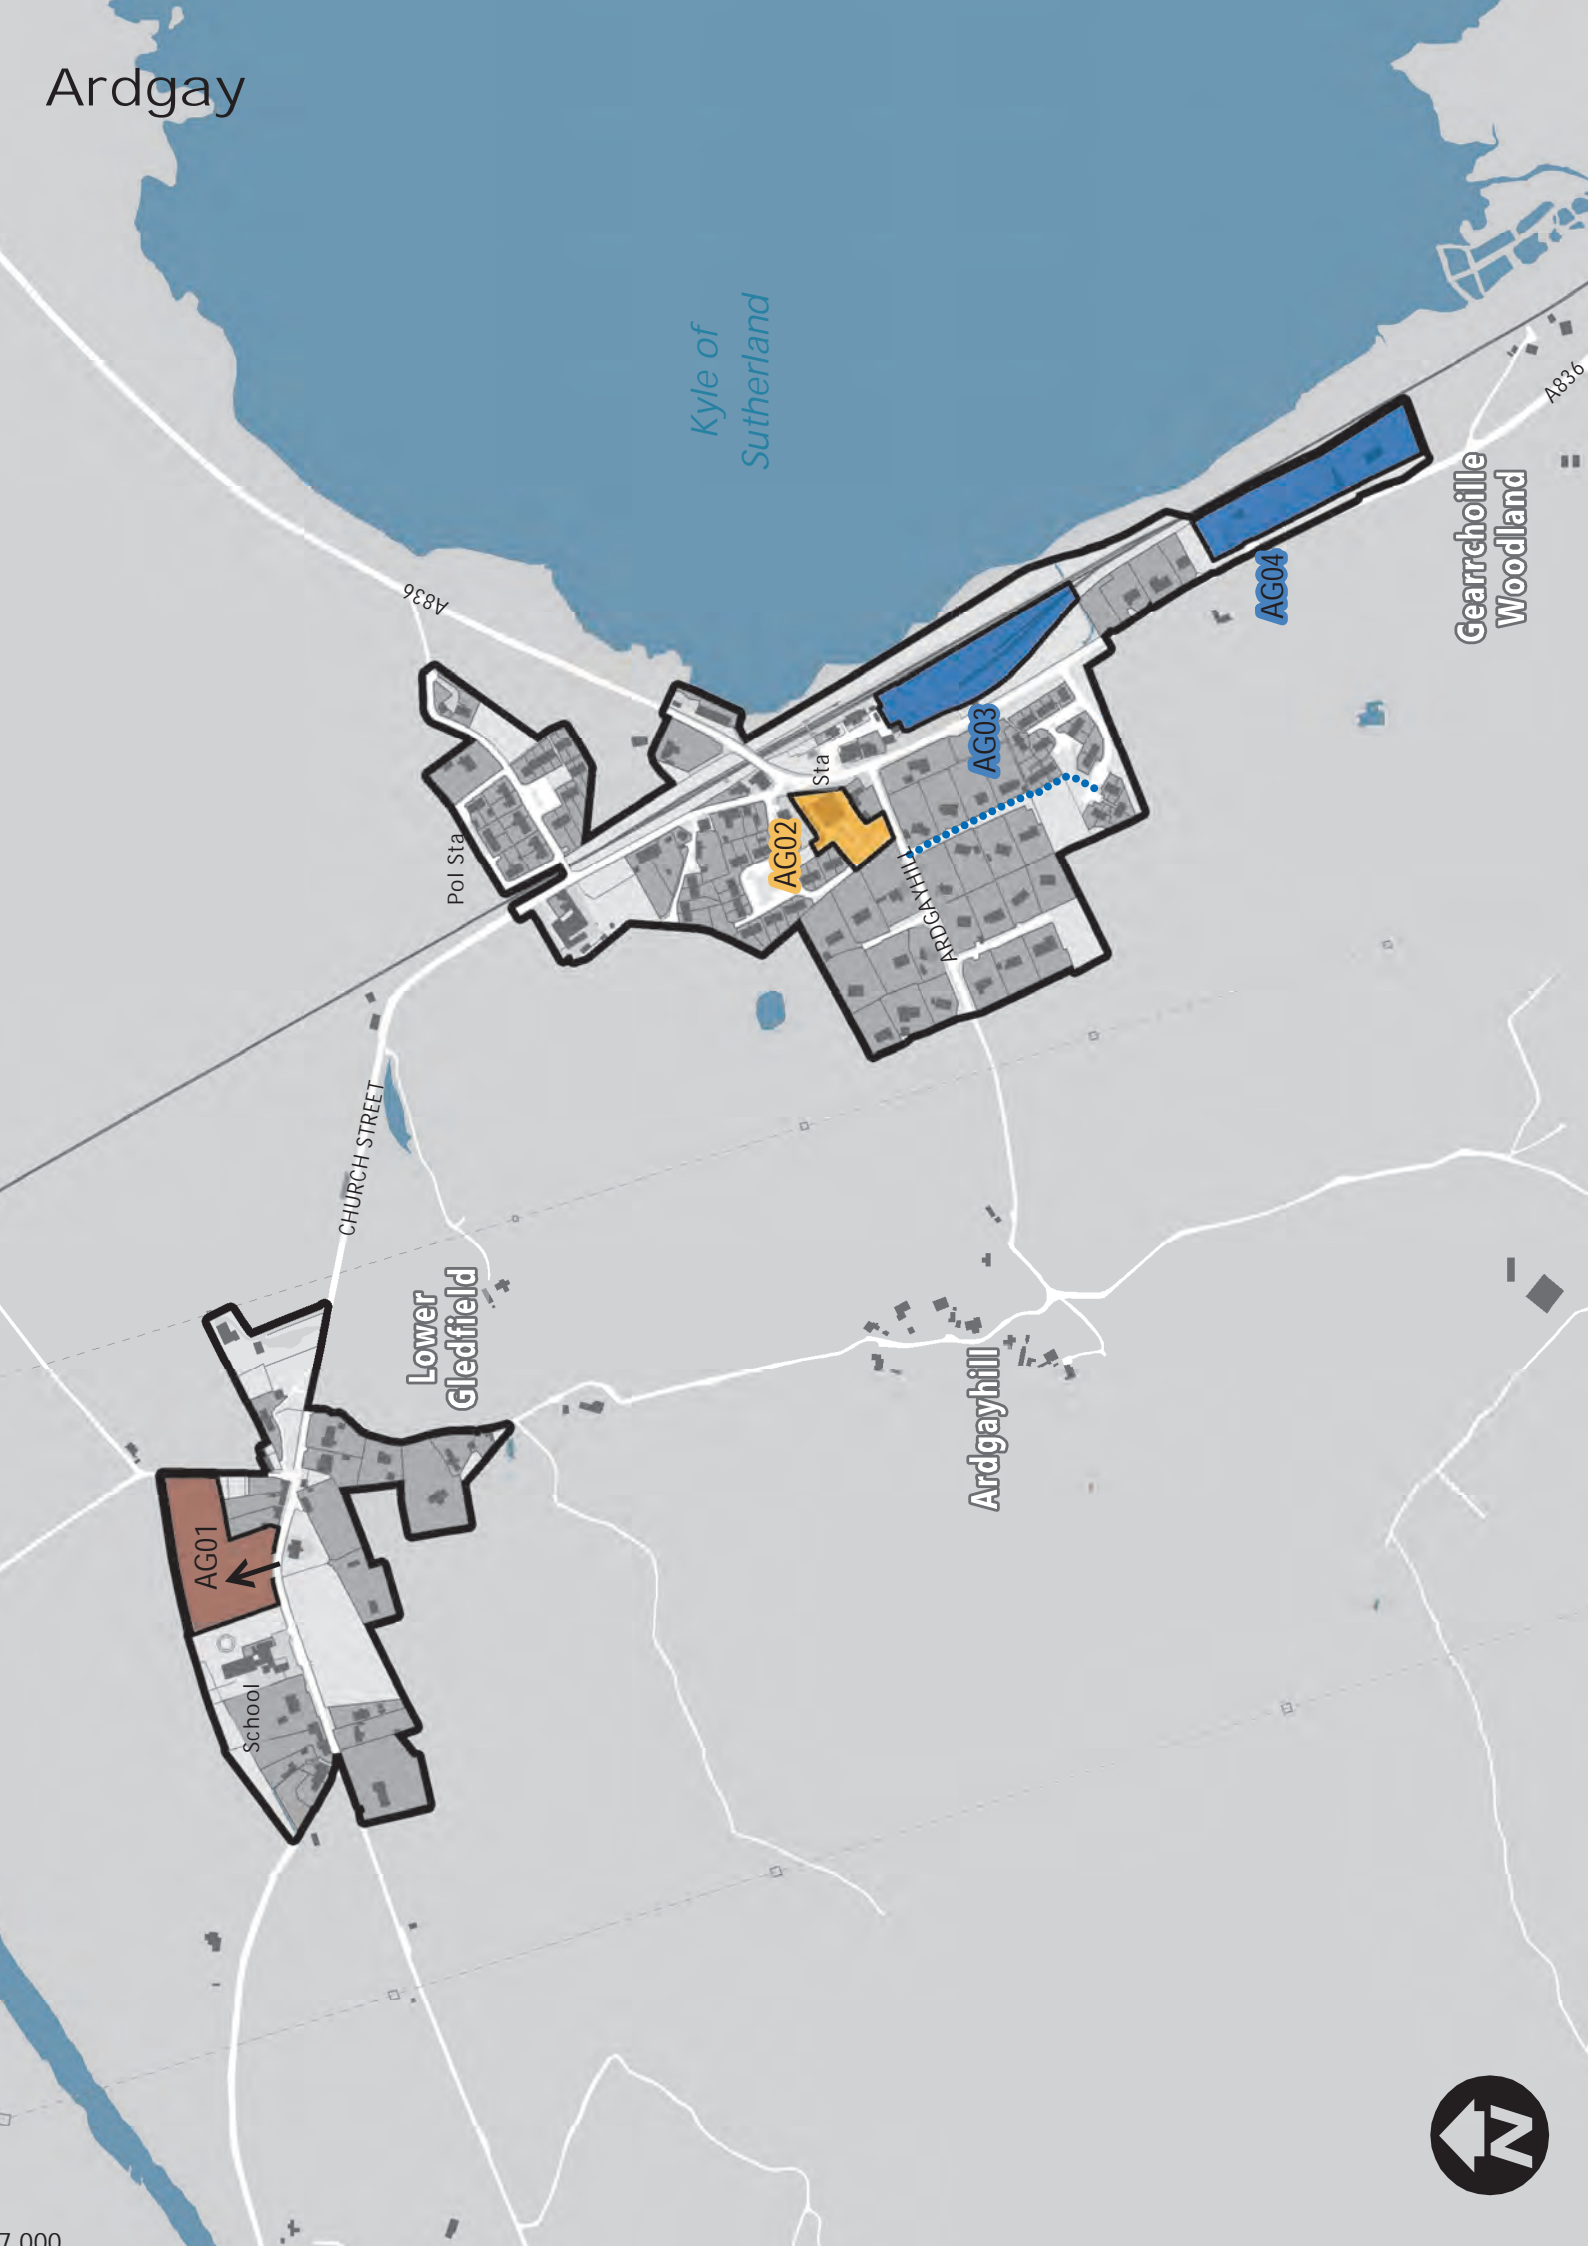 Ardgay
Kyle of
Sutherland
A836
A836
Gearrchoille
Woodland
AG04
AG03
Sta
AG02
Pol Sta
ARDGAYHILL
CHURCH STREET
Lower
Gledfield
Ardgayhill
AG01
School
N
7,000